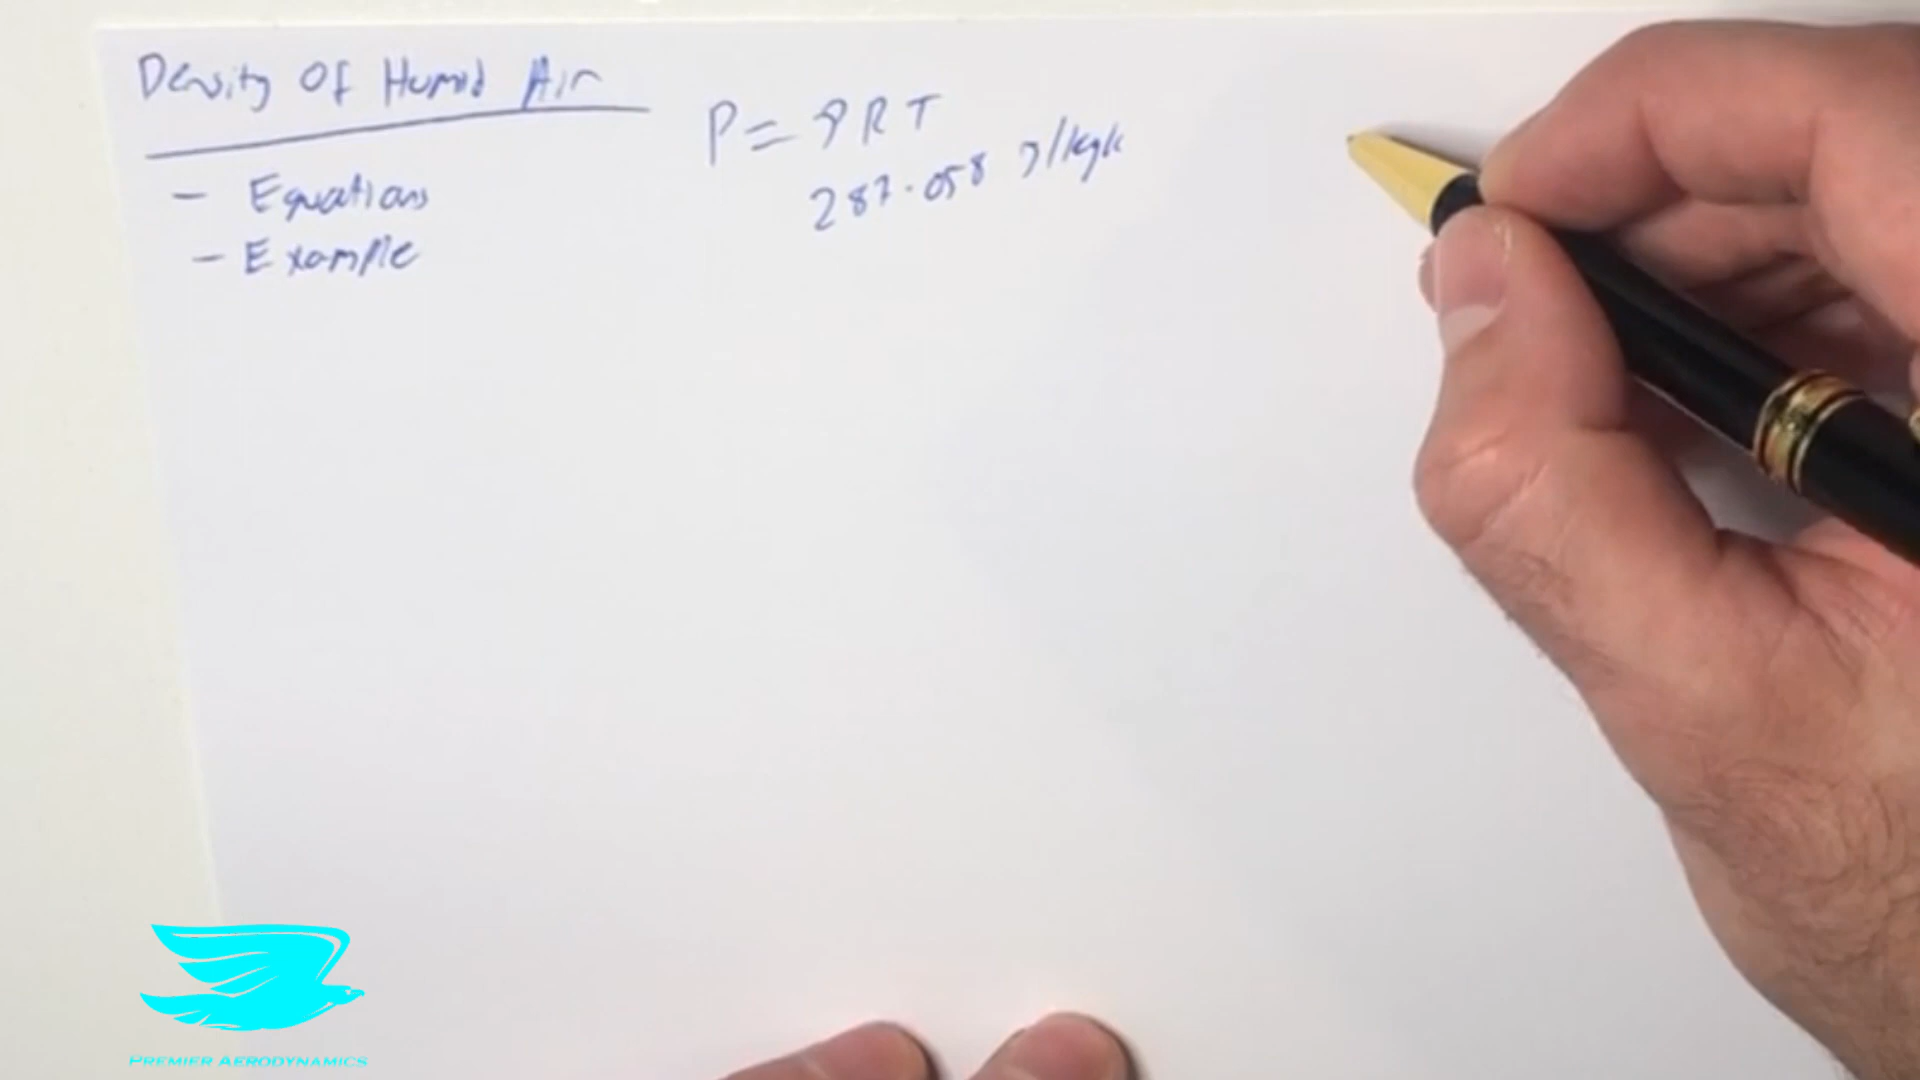 Density Of Humid Air
- Equations
- Example
P = ρRT
287.058 J/kgK
PREMIER AERODYNAMICS